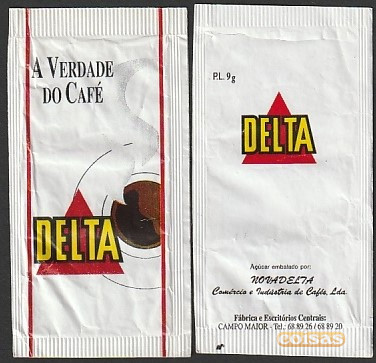 A VERDADE
DO CAFÉ
DELTA
P.L. 9g
DELTA
Açúcar embalado por:
NOVADELTA
Comércio e Indústria de Cafés, Lda
Fábrica e Escritórios Centrais:
CAMPO MAIOR - Tel.: 68 89 26 / 68 89 20
coisas